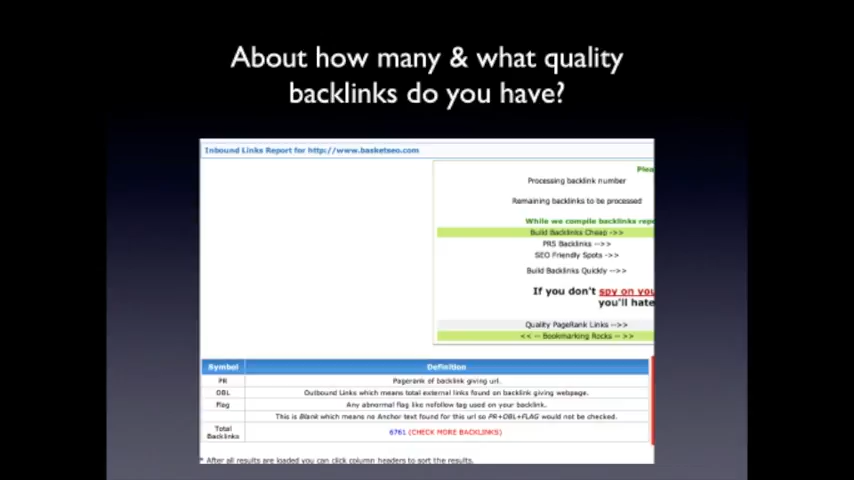 About how many & what quality
backlinks do you have?
Inbound Links Report for http://www.basketseo.com
Plea
Processing backlink number
Remaining backlinks to be processed
While we compile backlinks repo
Build Backlinks Cheap ->>
PR5 Backlinks -->>
SEO Friendly Spots ->>
Build Backlinks Quickly -->>
If you don't spy on you
you'll hate
Quality PageRank Links -->>
<< -- Bookmarking Rocks -- >>
Symbol Definition
PR Pagerank of backlink giving url.
OBL Outbound Links which means total external links found on backlink giving webpage.
Flag Any abnormal flag like nofollow tag used on your backlink.
This is Blank which means no Anchor text found for this url so PR+OBL+FLAG would not be checked.
Total
Backlinks 6761 (CHECK MORE BACKLINKS)
* After all results are loaded you can click column headers to sort the results.